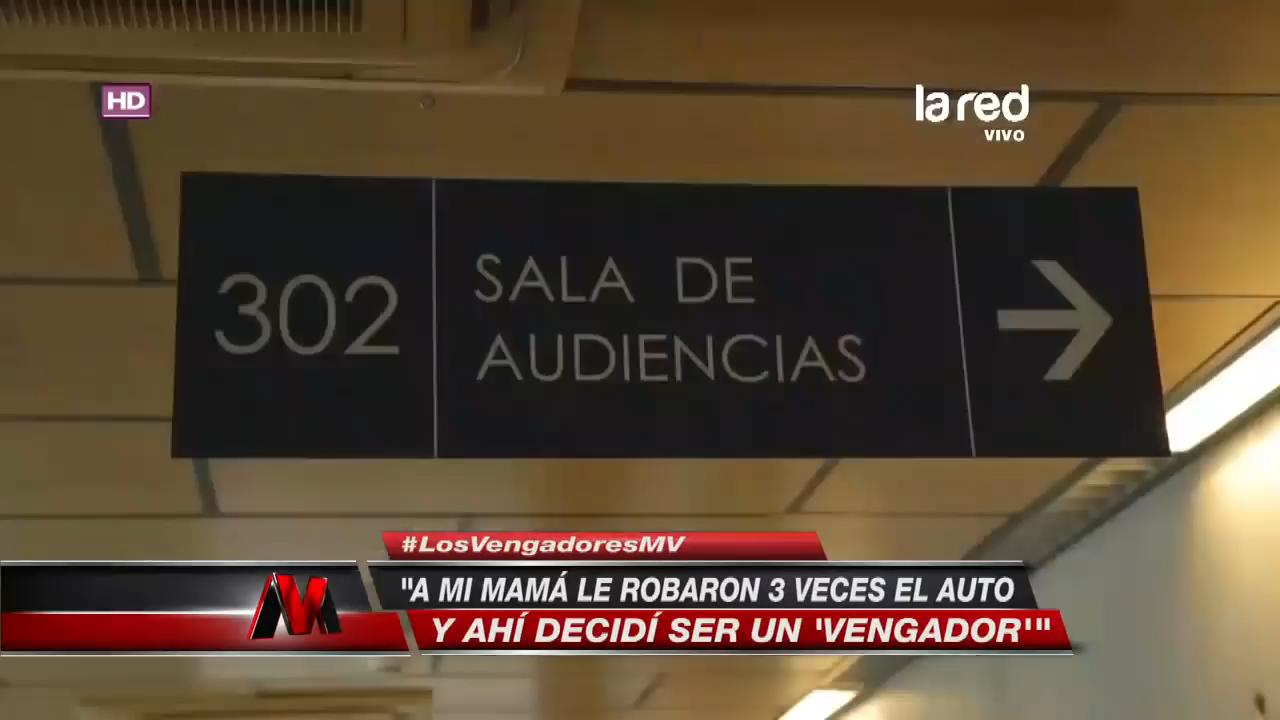 HD
la red
VIVO
302
SALA DE
AUDIENCIAS
#LosVengadoresMV
"A MI MAMÁ LE ROBARON 3 VECES EL AUTO
Y AHÍ DECIDÍ SER UN 'VENGADOR'"